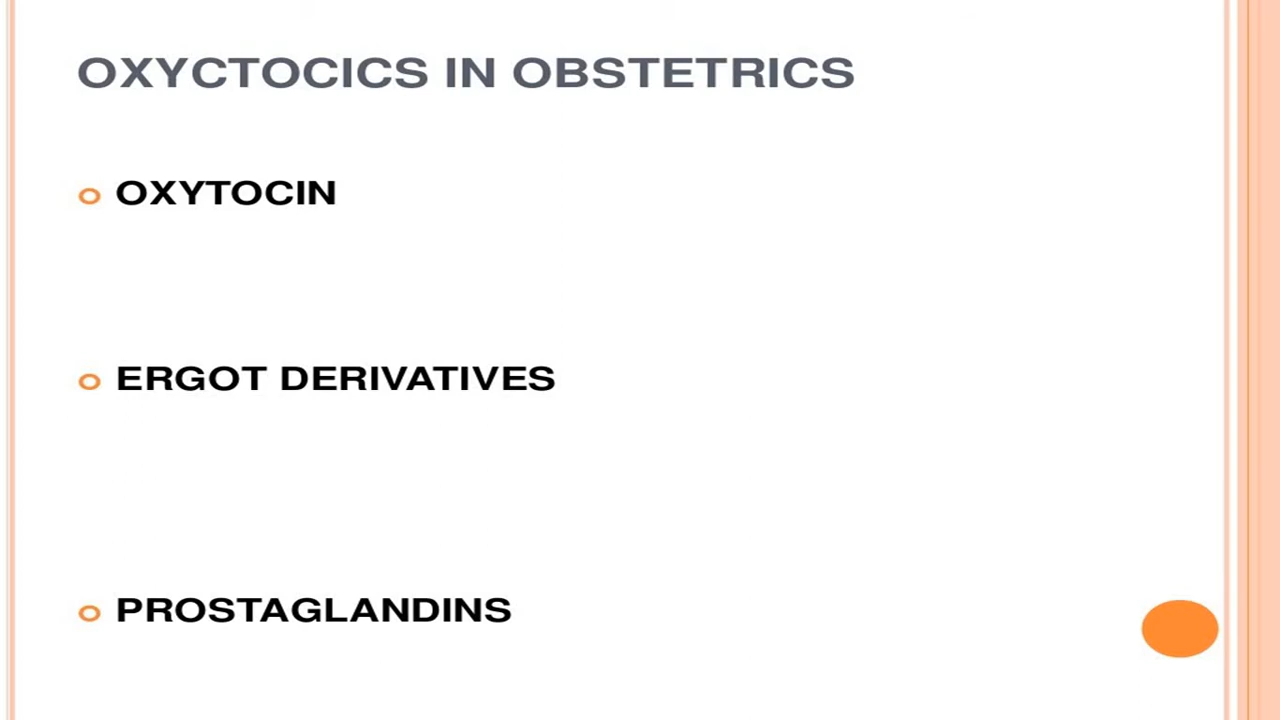 OXYCTOCICS IN OBSTETRICS
OXYTOCIN
ERGOT DERIVATIVES
PROSTAGLANDINS